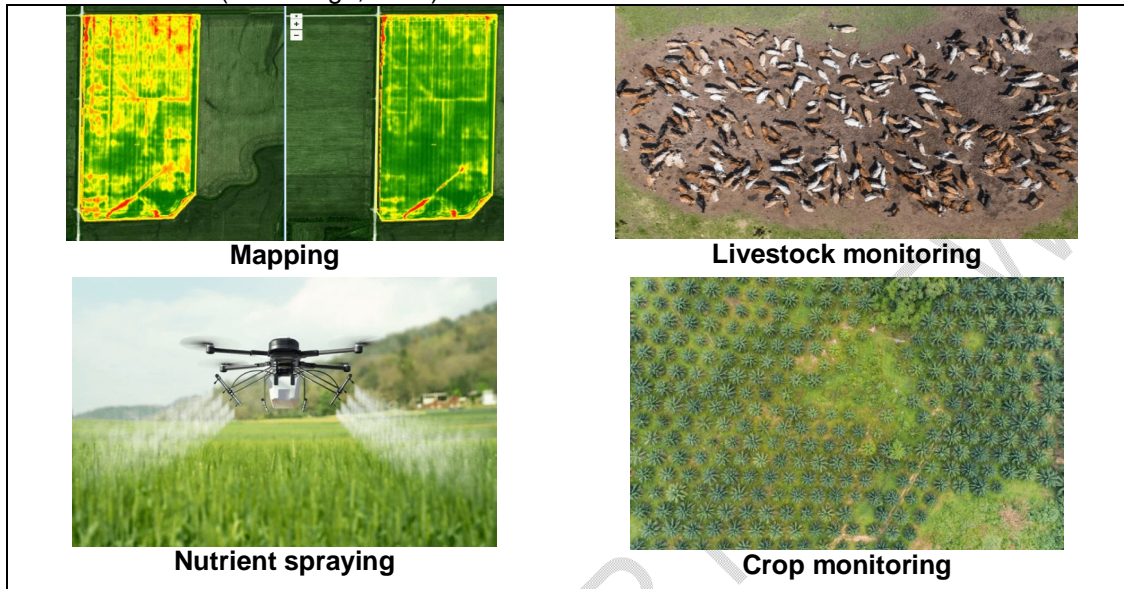 +
−
Mapping
Livestock monitoring
Nutrient spraying
Crop monitoring